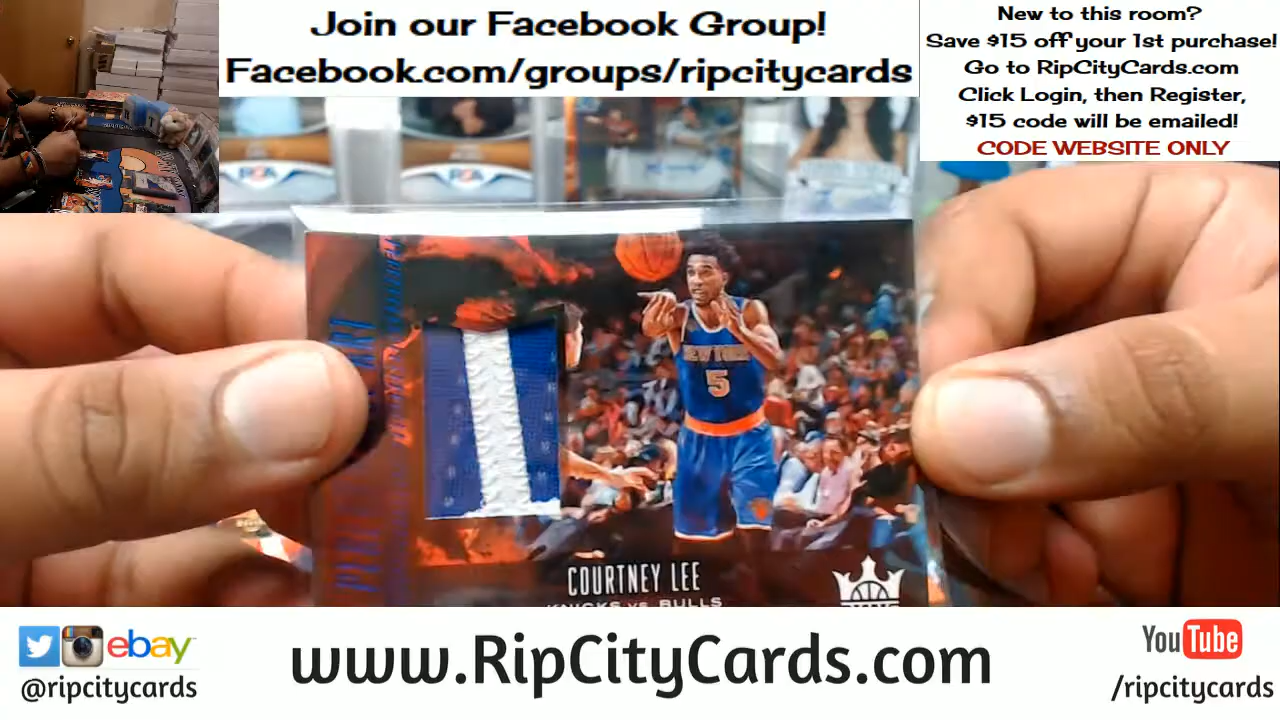 Join our Facebook Group!
Facebook.com/groups/ripcitycards
New to this room?
Save $15 off your 1st purchase!
Go to RipCityCards.com
Click Login, then Register,
$15 code will be emailed!
CODE WEBSITE ONLY
PSA
PSA
NEW YORK
5
COURTNEY LEE
KNICKS vs BULLS
ebay
@ripcitycards
www.RipCityCards.com
YouTube
/ripcitycards